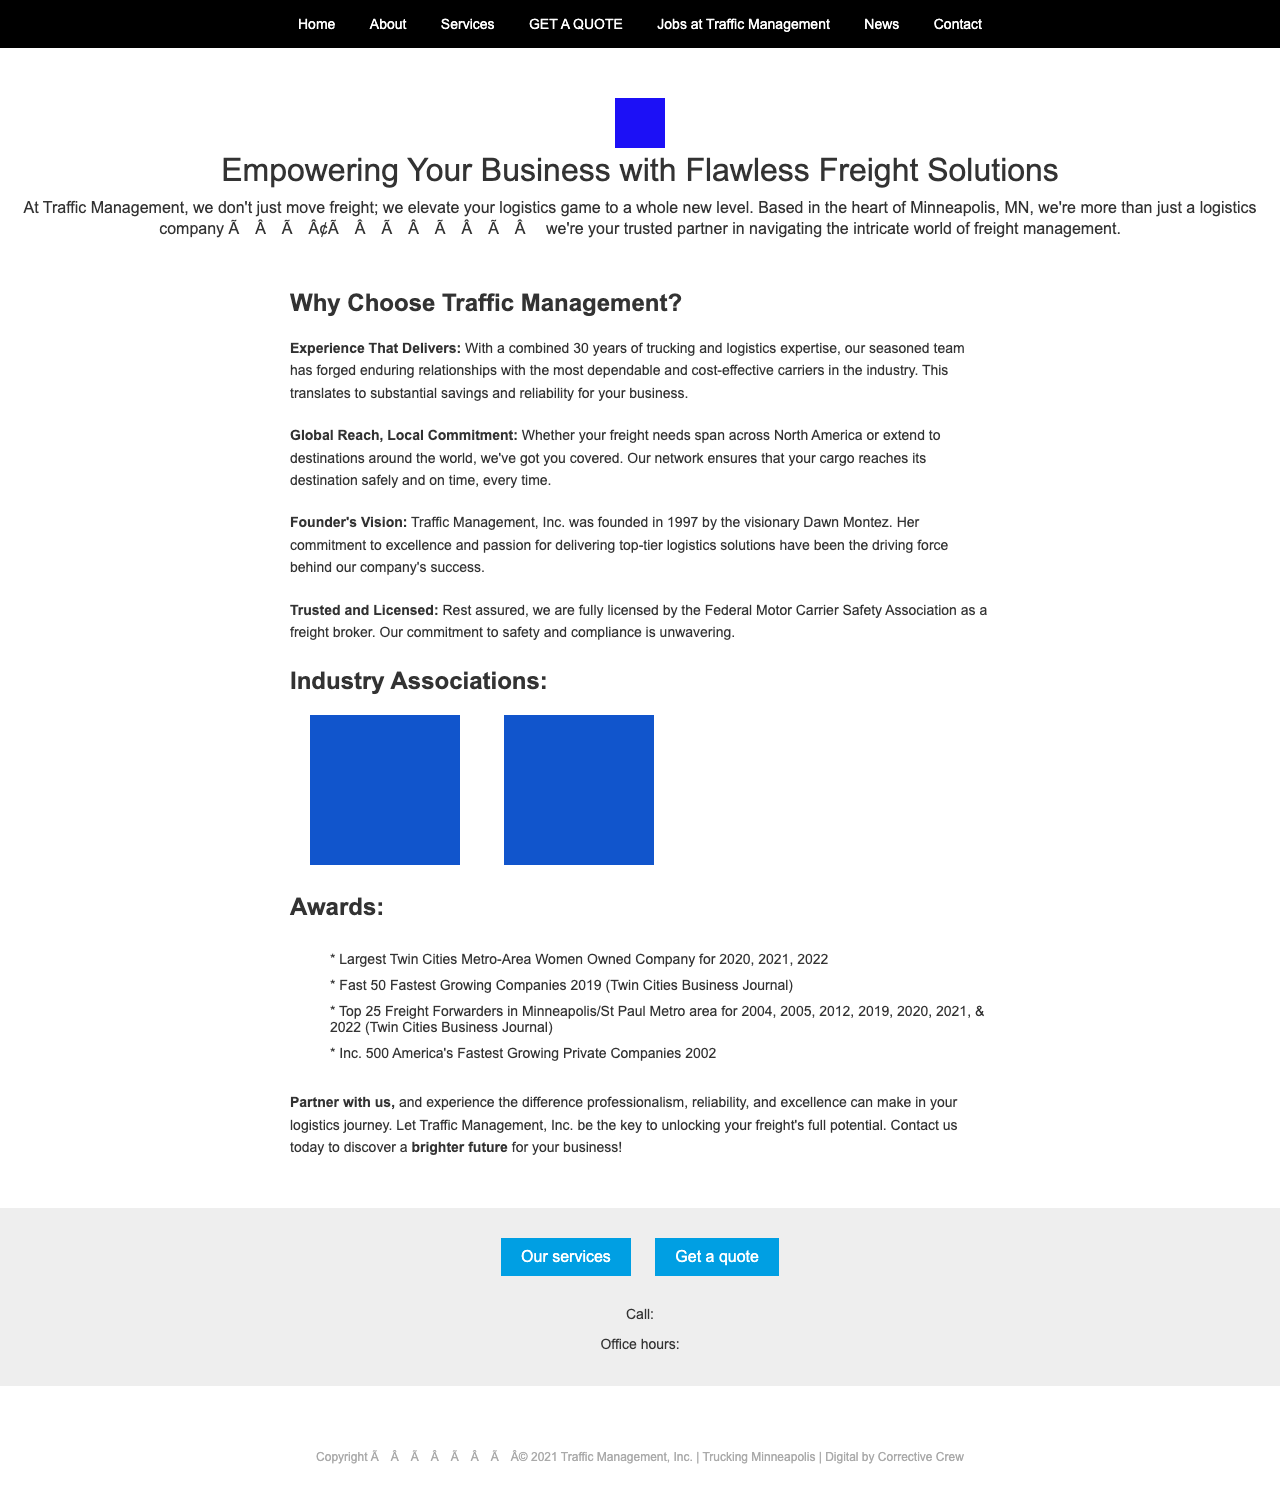 Home About Services GET A QUOTE Jobs at Traffic Management News Contact
Empowering Your Business with Flawless Freight Solutions
At Traffic Management, we don't just move freight; we elevate your logistics game to a whole new level. Based in the heart of Minneapolis, MN, we're more than just a logistics
company Ã Â Ã Â¢Ã Â Ã Â Ã Â Ã Â we're your trusted partner in navigating the intricate world of freight management.
Why Choose Traffic Management?
Experience That Delivers: With a combined 30 years of trucking and logistics expertise, our seasoned team
has forged enduring relationships with the most dependable and cost-effective carriers in the industry. This
translates to substantial savings and reliability for your business.
Global Reach, Local Commitment: Whether your freight needs span across North America or extend to
destinations around the world, we've got you covered. Our network ensures that your cargo reaches its
destination safely and on time, every time.
Founder's Vision: Traffic Management, Inc. was founded in 1997 by the visionary Dawn Montez. Her
commitment to excellence and passion for delivering top-tier logistics solutions have been the driving force
behind our company's success.
Trusted and Licensed: Rest assured, we are fully licensed by the Federal Motor Carrier Safety Association as a
freight broker. Our commitment to safety and compliance is unwavering.
Industry Associations:
Awards:
* Largest Twin Cities Metro-Area Women Owned Company for 2020, 2021, 2022
* Fast 50 Fastest Growing Companies 2019 (Twin Cities Business Journal)
* Top 25 Freight Forwarders in Minneapolis/St Paul Metro area for 2004, 2005, 2012, 2019, 2020, 2021, &
2022 (Twin Cities Business Journal)
* Inc. 500 America's Fastest Growing Private Companies 2002
Partner with us, and experience the difference professionalism, reliability, and excellence can make in your
logistics journey. Let Traffic Management, Inc. be the key to unlocking your freight's full potential. Contact us
today to discover a brighter future for your business!
Our services Get a quote
Call:
Office hours:
Copyright Ã Â Ã Â Ã Â Ã Â© 2021 Traffic Management, Inc. | Trucking Minneapolis | Digital by Corrective Crew